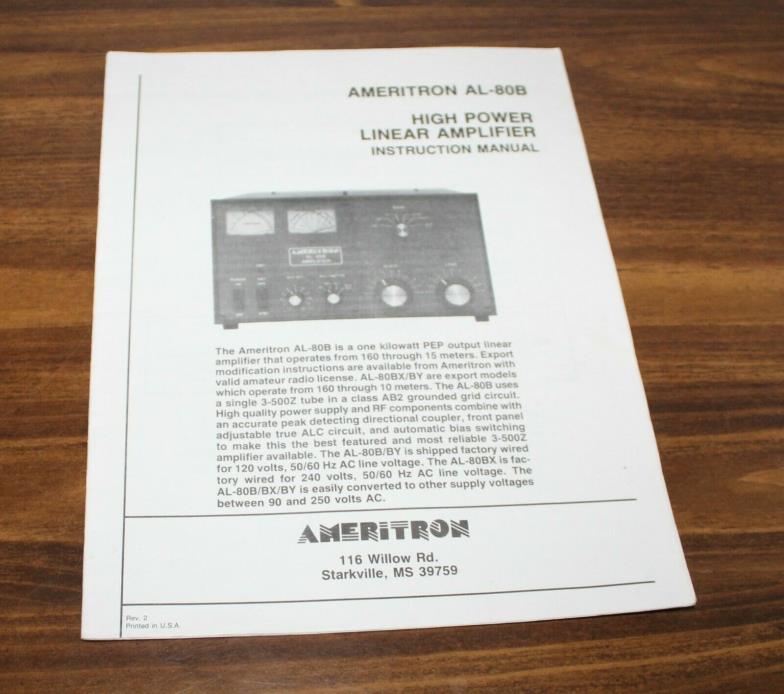 AMERITRON AL-80B
HIGH POWER
LINEAR AMPLIFIER
INSTRUCTION MANUAL
AMERITRON
AMPLIFIER
The Ameritron AL-80B is a one kilowatt PEP output linear
amplifier that operates from 160 through 15 meters. Export
modification instructions are available from Ameritron with
valid amateur radio license. AL-80BX/BY are export models
which operate from 160 through 10 meters. The AL-80B uses
a single 3-500Z tube in a class AB2 grounded grid circuit.
High quality power supply and RF components combine with
an accurate peak detecting directional coupler, front panel
adjustable true ALC circuit, and automatic bias switching
to make this the best featured and most reliable 3-500Z
amplifier available. The AL-80B/BY is shipped factory wired
for 120 volts, 50/60 Hz AC line voltage. The AL-80BX is fac-
tory wired for 240 volts, 50/60 Hz AC line voltage. The
AL-80B/BX/BY is easily converted to other supply voltages
between 90 and 250 volts AC.
AMERITRON
116 Willow Rd.
Starkville, MS 39759
Rev. 2
Printed in U.S.A.